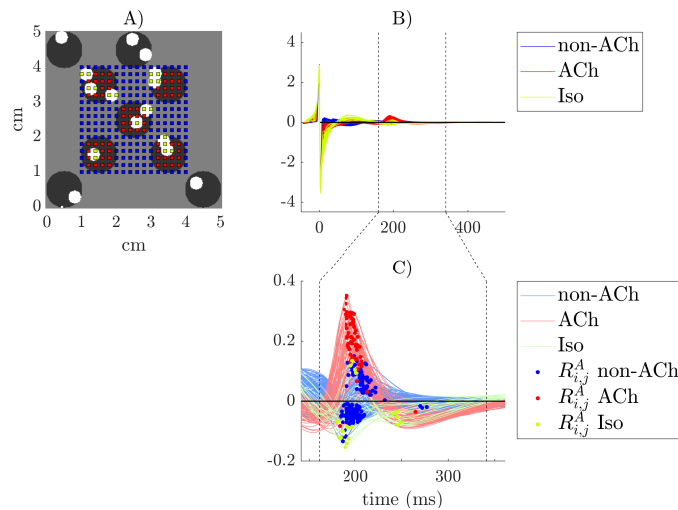 A)
5
4
3
2
1
0
cm
0 1 2 3 4 5
cm
B)
4
2
0
-2
-4
0 200 400
non-ACh
ACh
Iso
C)
0.4
0.2
0
-0.2
200 300
time (ms)
non-ACh
ACh
Iso
R^A_{i,j} non-ACh
R^A_{i,j} ACh
R^A_{i,j} Iso